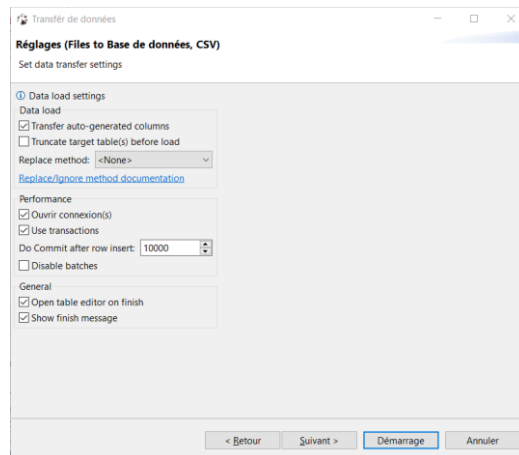 Transfér de données
Réglages (Files to Base de données, CSV)
Set data transfer settings
Data load settings
Data load
Transfer auto-generated columns
Truncate target table(s) before load
Replace method: <None>
Replace/Ignore method documentation
Performance
Ouvrir connexion(s)
Use transactions
Do Commit after row insert: 10000
Disable batches
General
Open table editor on finish
Show finish message
< Retour Suivant > Démarrage Annuler